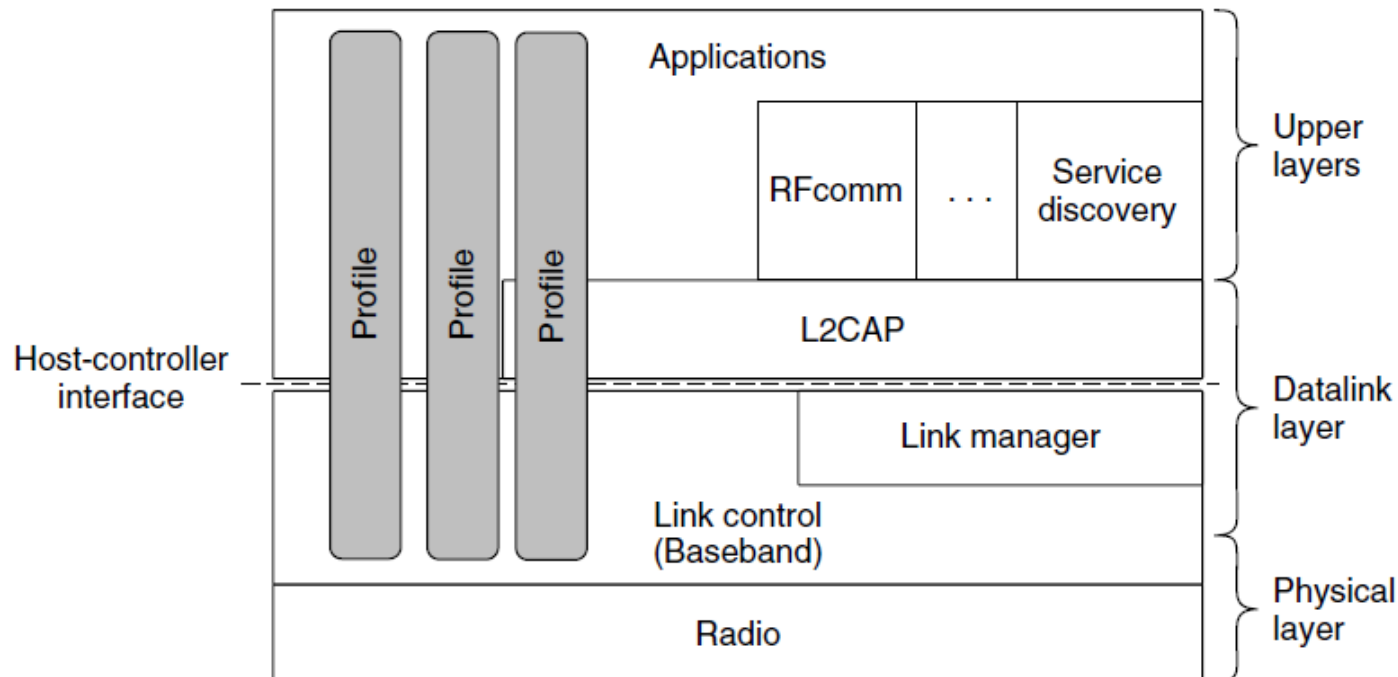 Applications
Upper
layers
RFcomm
. . .
Service
discovery
Profile
Profile
Profile
L2CAP
Host-controller
interface
Datalink
layer
Link manager
Link control
(Baseband)
Physical
layer
Radio